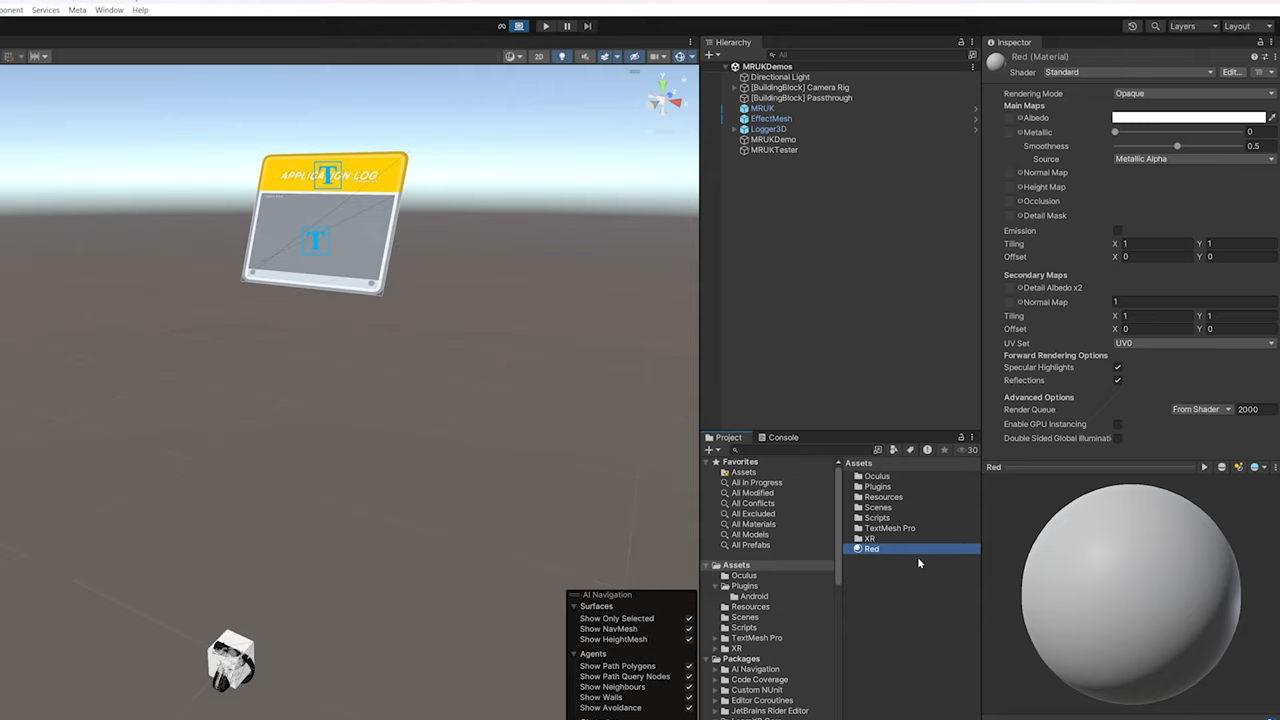 Services Meta Window Help
Layers Layout
2D
APPLICATION LOG
T
T
y
AI Navigation
Surfaces
Show Only Selected
Show NavMesh
Show HeightMesh
Agents
Show Path Polygons
Show Path Query Nodes
Show Neighbours
Show Walls
Show Avoidance
Hierarchy
All
MRUKDemos
Directional Light
[BuildingBlock] Camera Rig
[BuildingBlock] Passthrough
MRUK
EffectMesh
Logger3D
MRUKDemo
MRUKTester
Project Console
30
Favorites
Assets
All In Progress
All Modified
All Conflicts
All Excluded
All Materials
All Models
All Prefabs
Assets
Oculus
Plugins
Android
Resources
Scenes
Scripts
TextMesh Pro
XR
Packages
AI Navigation
Code Coverage
Custom NUnit
Editor Coroutines
JetBrains Rider Editor
Assets
Oculus
Plugins
Resources
Scenes
Scripts
TextMesh Pro
XR
Red
Inspector
Red (Material)
Shader Standard Edit...
Rendering Mode Opaque
Main Maps
Albedo
Metallic 0
Smoothness 0.5
Source Metallic Alpha
Normal Map
Height Map
Occlusion
Detail Mask
Emission
Tiling X 1 Y 1
Offset X 0 Y 0
Secondary Maps
Detail Albedo x2
Normal Map 1
Tiling X 1 Y 1
Offset X 0 Y 0
UV Set UV0
Forward Rendering Options
Specular Highlights
Reflections
Advanced Options
Render Queue From Shader 2000
Enable GPU Instancing
Double Sided Global Illuminati
Red